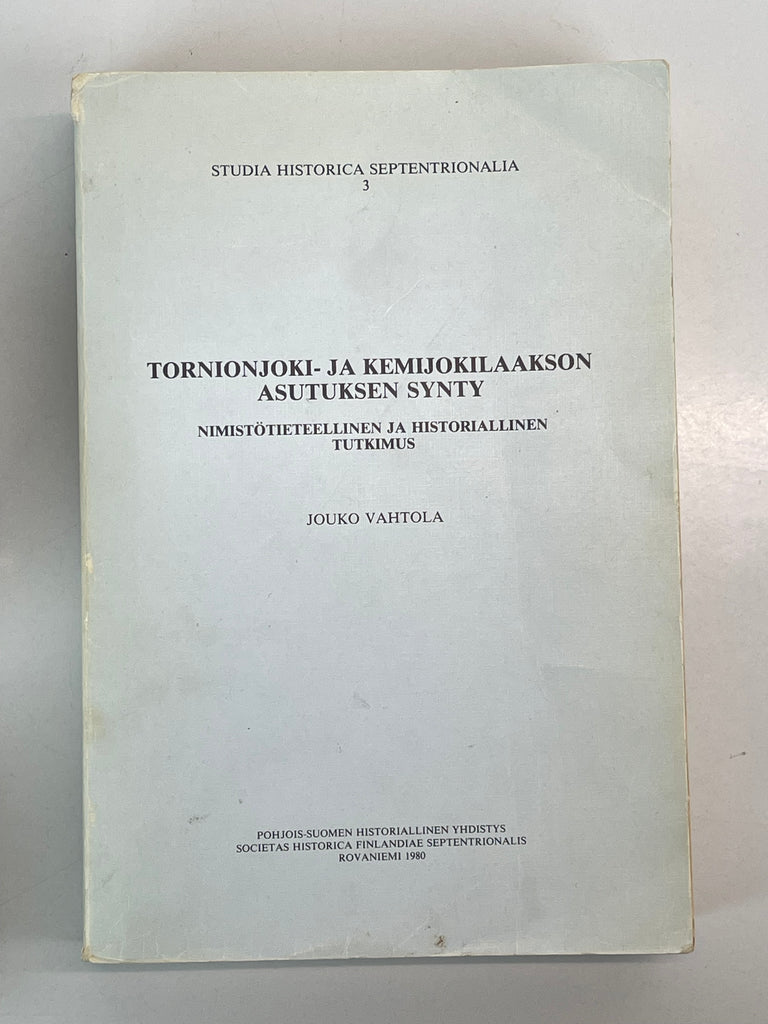 STUDIA HISTORICA SEPTENTRIONALIA
3
TORNIONJOKI- JA KEMIJOKILAAKSON
ASUTUKSEN SYNTY
NIMISTÖTIETEELLINEN JA HISTORIALLINEN
TUTKIMUS
JOUKO VAHTOLA
POHJOIS-SUOMEN HISTORIALLINEN YHDISTYS
SOCIETAS HISTORICA FINLANDIAE SEPTENTRIONALIS
ROVANIEMI 1980